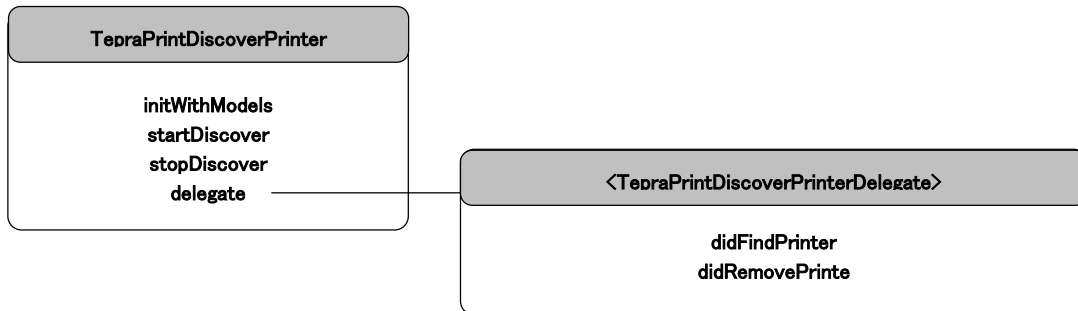 TepraPrintDiscoverPrinter
initWithModels
startDiscover
stopDiscover
delegate
<TepraPrintDiscoverPrinterDelegate>
didFindPrinter
didRemovePrinte